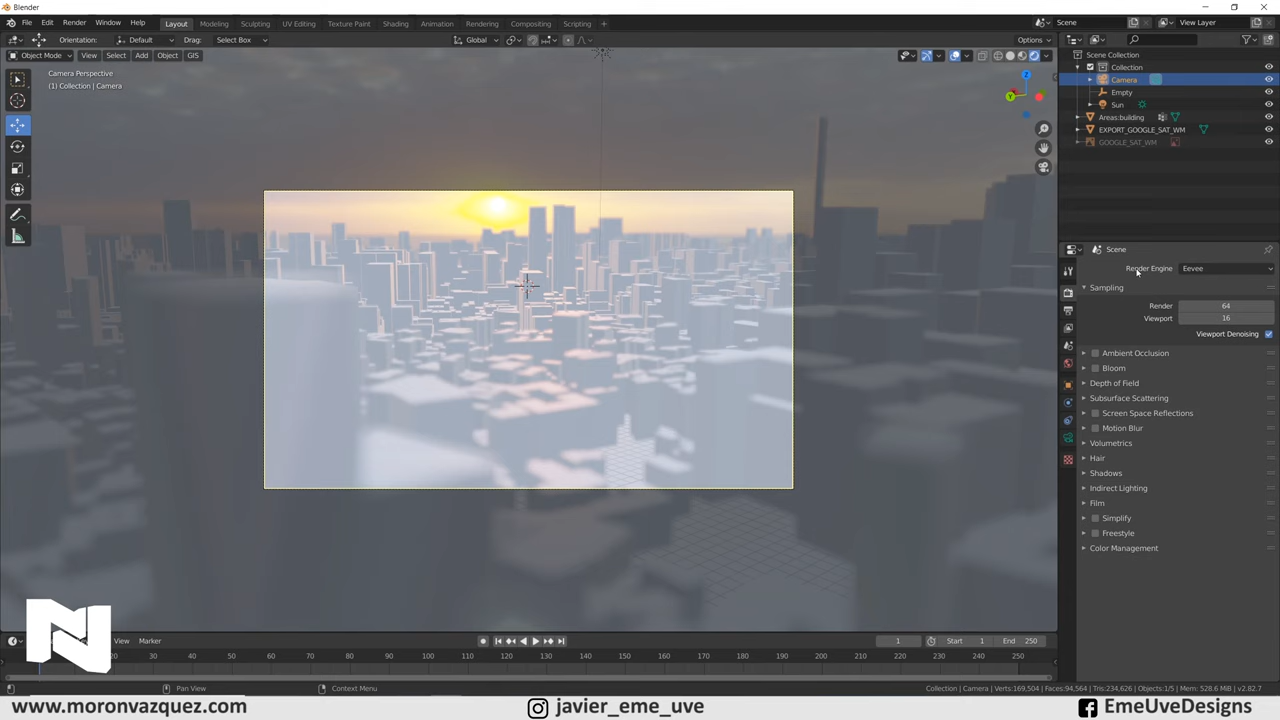 Blender
File Edit Render Window Help Layout Modeling Sculpting UV Editing Texture Paint Shading Animation Rendering Compositing Scripting + Scene View Layer
Orientation: Default Drag: Select Box Global Options
Object Mode View Select Add Object GIS
Camera Perspective
(1) Collection | Camera
Z
Y
Scene Collection
Collection
Camera
Empty
Sun
Areas:building
EXPORT_GOOGLE_SAT_WM
GOOGLE_SAT_WM
Scene
Render Engine Eevee
Sampling
Render 64
Viewport 16
Viewport Denoising
Ambient Occlusion
Bloom
Depth of Field
Subsurface Scattering
Screen Space Reflections
Motion Blur
Volumetrics
Hair
Shadows
Indirect Lighting
Film
Simplify
Freestyle
Color Management
View Marker 1 Start 1 End 250
20 30 40 50 60 70 80 90 100 110 120 130 140 150 160 170 180 190 200 210 220 230 240 250
Pan View Context Menu Collection | Camera | Verts:169,504 | Faces:94,564 | Tris:234,626 | Objects:1/5 | Mem: 528.6 MiB | v2.82.7
www.moronvazquez.com javier_eme_uve EmeUveDesigns